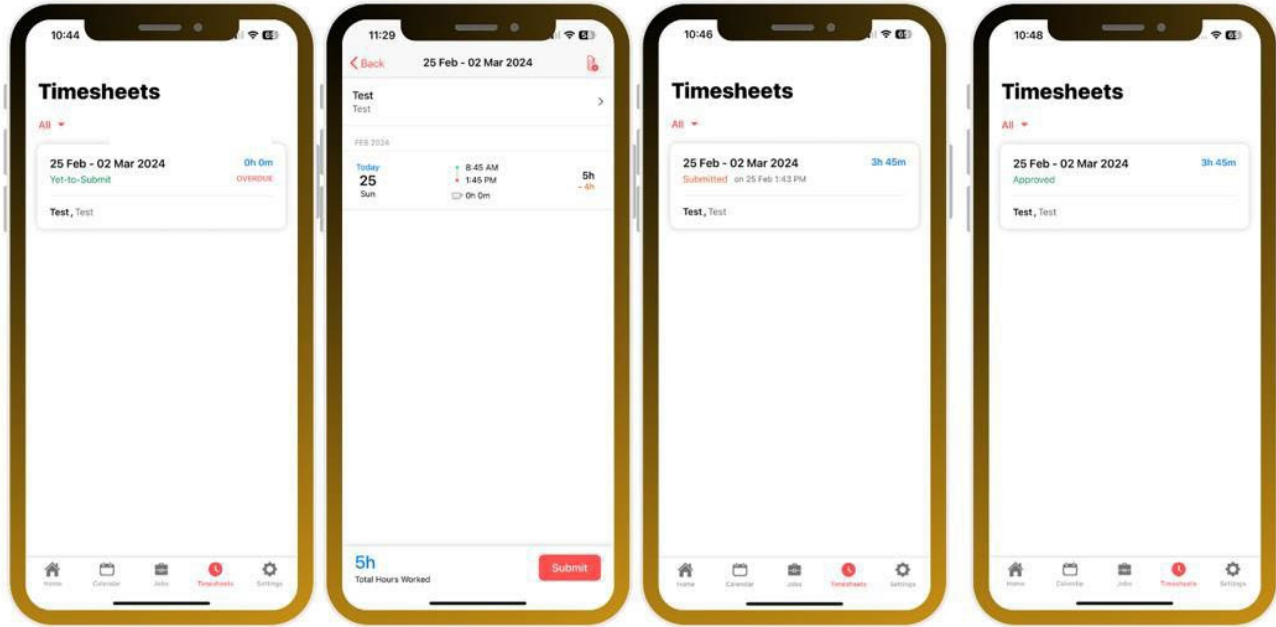 10:44
Timesheets
All
25 Feb - 02 Mar 2024 0h 0m
Yet-to-Submit OVERDUE
Test, Test
Home Calendar Jobs Timesheets Settings
11:29
Back 25 Feb - 02 Mar 2024
Test
Test
FEB 2024
Today
25
Sun
8:45 AM
1:45 PM
0h 0m
5h
- 4h
5h
Total Hours Worked
Submit
10:46
Timesheets
All
25 Feb - 02 Mar 2024 3h 45m
Submitted on 25 Feb 1:43 PM
Test, Test
Home Calendar Jobs Timesheets Settings
10:48
Timesheets
All
25 Feb - 02 Mar 2024 3h 45m
Approved
Test, Test
Home Calendar Jobs Timesheets Settings